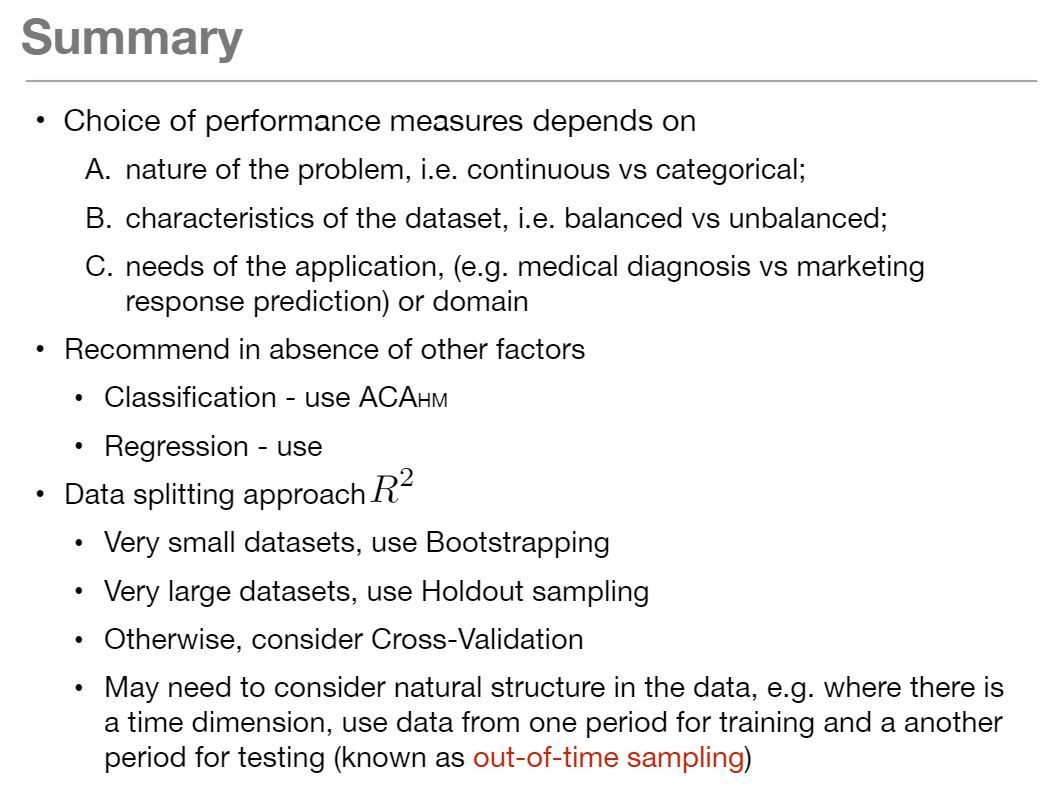 Summary
• Choice of performance measures depends on
A. nature of the problem, i.e. continuous vs categorical;
B. characteristics of the dataset, i.e. balanced vs unbalanced;
C. needs of the application, (e.g. medical diagnosis vs marketing
response prediction) or domain
• Recommend in absence of other factors
• Classification - use ACAHM
• Regression - use
• Data splitting approach R²
• Very small datasets, use Bootstrapping
• Very large datasets, use Holdout sampling
• Otherwise, consider Cross-Validation
• May need to consider natural structure in the data, e.g. where there is
a time dimension, use data from one period for training and a another
period for testing (known as out-of-time sampling)